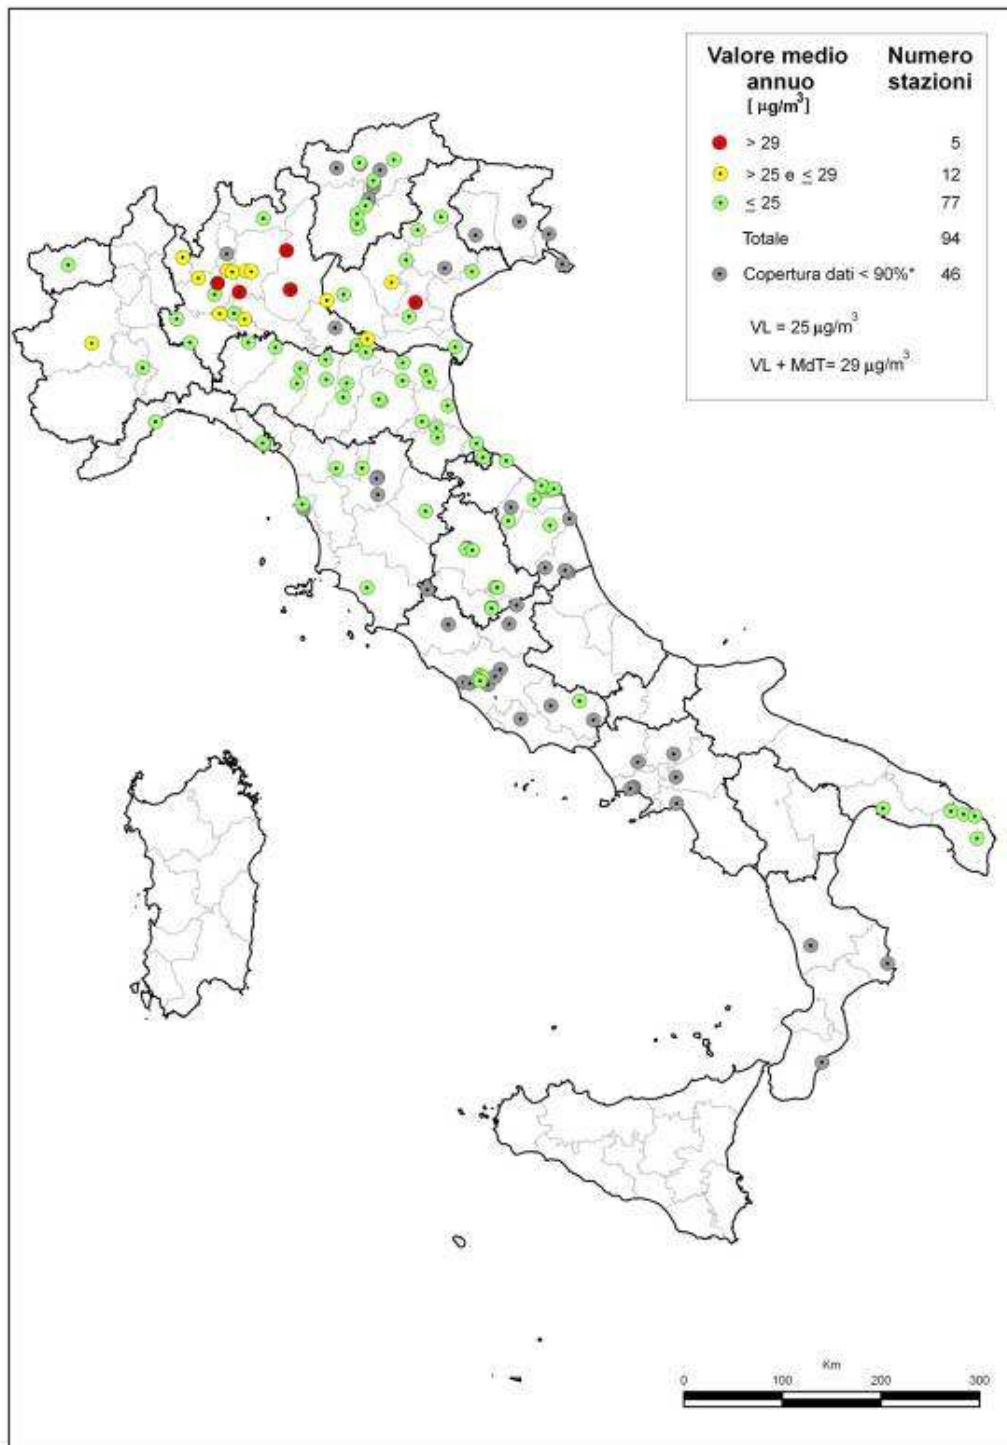 Valore medio annuo [ µg/m³] Numero stazioni
> 29 5
> 25 e ≤ 29 12
≤ 25 77
Totale 94
Copertura dati < 90%* 46
VL = 25 µg/m³
VL + MdT= 29 µg/m³
Km
0 100 200 300